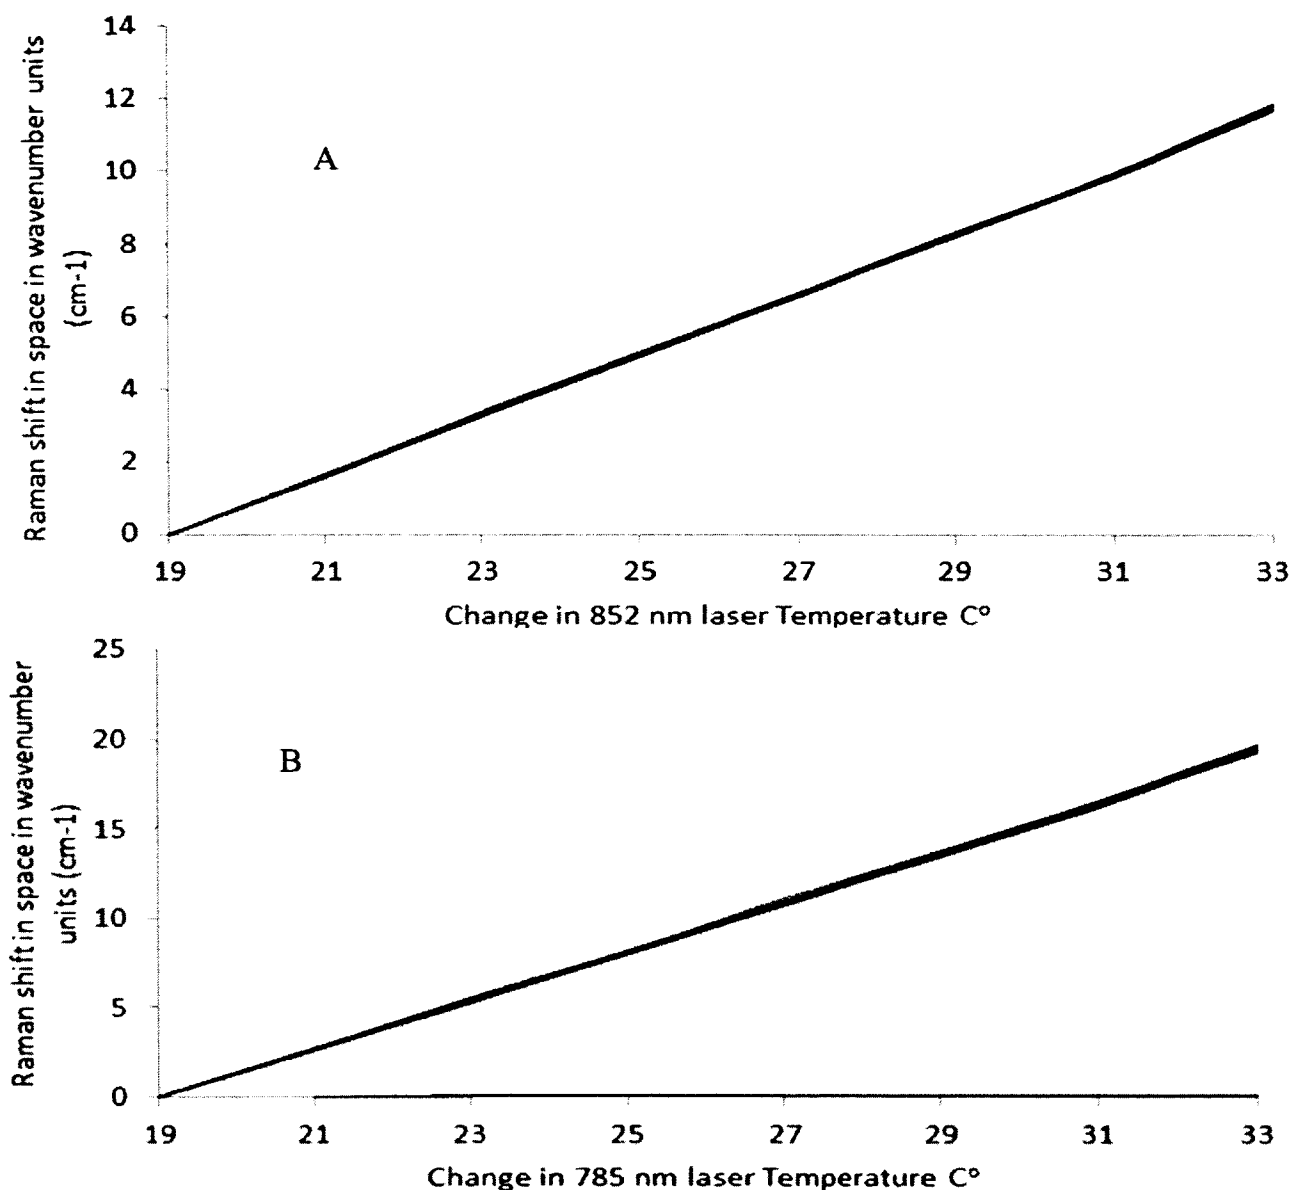 Raman shift in space in wavenumber units
(cm-1)
14
12
10
8
6
4
2
0
A
19 21 23 25 27 29 31 33
Change in 852 nm laser Temperature Cº
Raman shift in space in wavenumber
units (cm-1)
25
20
15
10
5
0
B
19 21 23 25 27 29 31 33
Change in 785 nm laser Temperature Cº